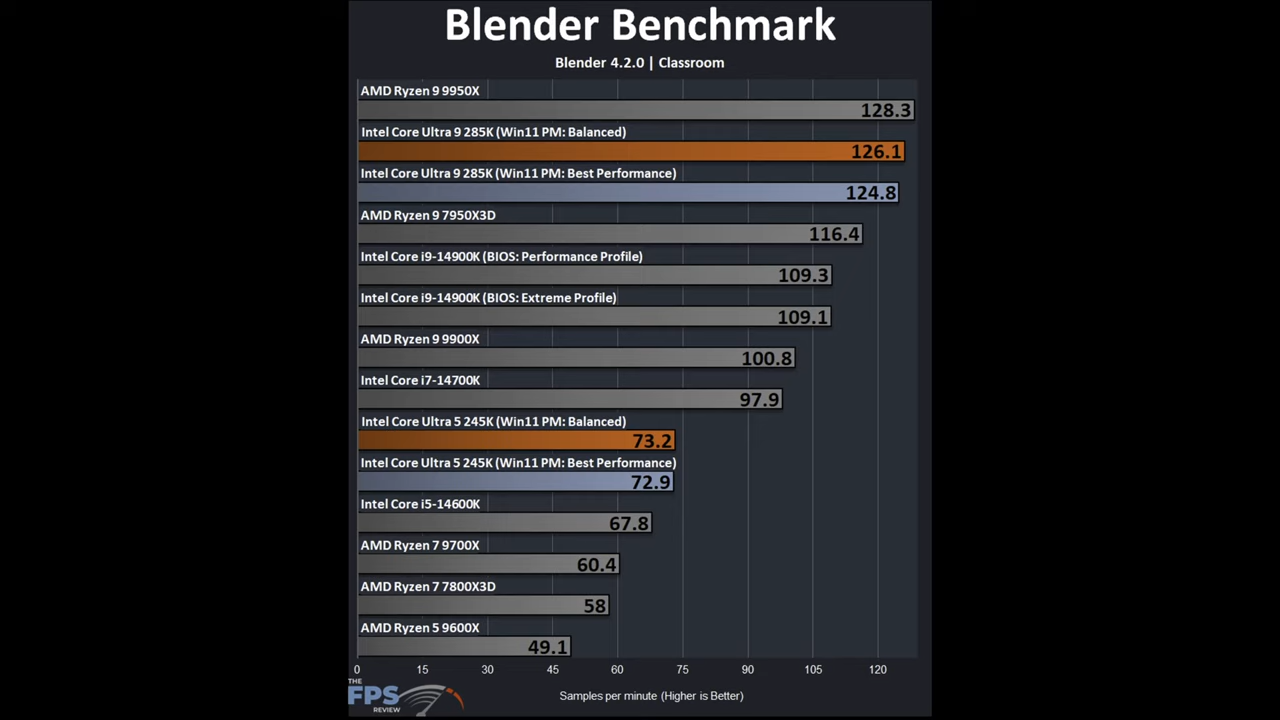 Blender Benchmark
Blender 4.2.0 | Classroom
AMD Ryzen 9 9950X
128.3
Intel Core Ultra 9 285K (Win11 PM: Balanced)
126.1
Intel Core Ultra 9 285K (Win11 PM: Best Performance)
124.8
AMD Ryzen 9 7950X3D
116.4
Intel Core i9-14900K (BIOS: Performance Profile)
109.3
Intel Core i9-14900K (BIOS: Extreme Profile)
109.1
AMD Ryzen 9 9900X
100.8
Intel Core i7-14700K
97.9
Intel Core Ultra 5 245K (Win11 PM: Balanced)
73.2
Intel Core Ultra 5 245K (Win11 PM: Best Performance)
72.9
Intel Core i5-14600K
67.8
AMD Ryzen 7 9700X
60.4
AMD Ryzen 7 7800X3D
58
AMD Ryzen 5 9600X
49.1
0 15 30 45 60 75 90 105 120
Samples per minute (Higher is Better)
THE
FPS
REVIEW